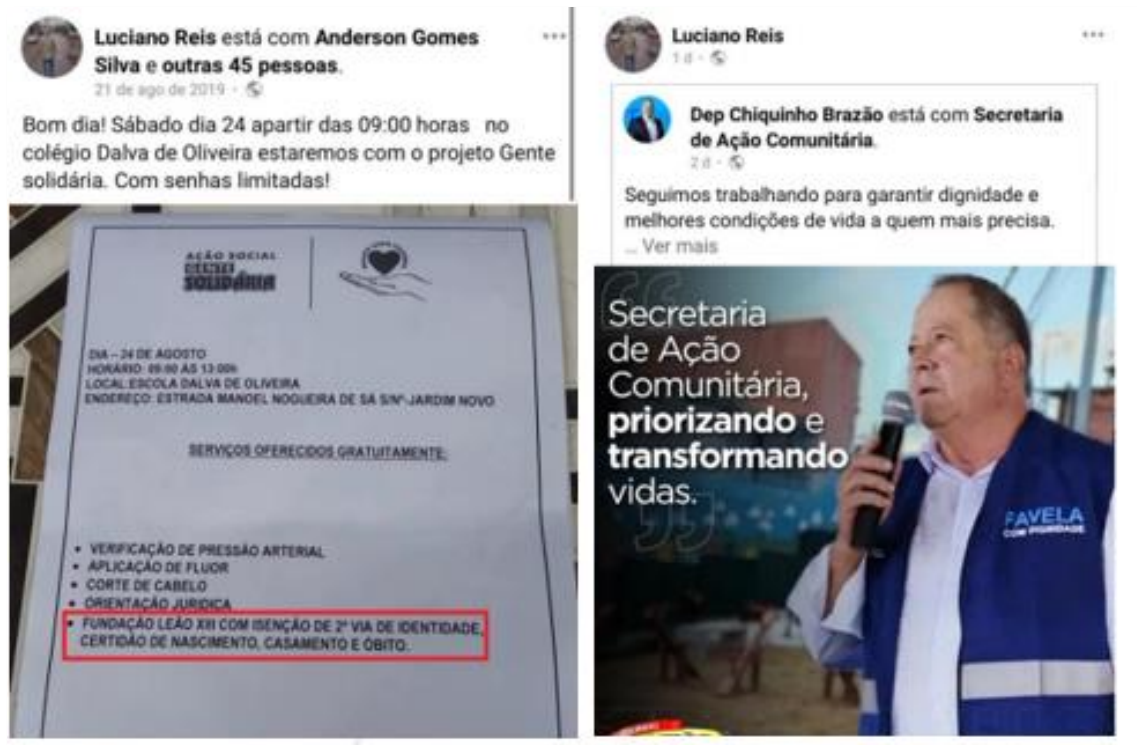 Luciano Reis está com Anderson Gomes
Silva e outras 45 pessoas.
21 de ago de 2019 ·
Bom dia! Sábado dia 24 apartir das 09:00 horas no
colégio Dalva de Oliveira estaremos com o projeto Gente
solidária. Com senhas limitadas!
AÇÃO SOCIAL
GENTE
SOLIDÁRIA
DIA – 24 DE AGOSTO
HORÁRIO: 09:00 ÀS 13:00h
LOCAL:ESCOLA DALVA DE OLIVEIRA
ENDEREÇO: ESTRADA MANOEL NOGUEIRA DE SÁ S/Nº-JARDIM NOVO
SERVIÇOS OFERECIDOS GRATUITAMENTE:
• VERIFICAÇÃO DE PRESSÃO ARTERIAL
• APLICAÇÃO DE FLUOR
• CORTE DE CABELO
• ORIENTAÇÃO JURIDICA
• FUNDAÇÃO LEÃO XIII COM ISENÇÃO DE 2ª VIA DE IDENTIDADE,
CERTIDÃO DE NASCIMENTO, CASAMENTO E ÓBITO.
Luciano Reis
1 d ·
Dep Chiquinho Brazão está com Secretaria
de Ação Comunitária.
2 d ·
Seguimos trabalhando para garantir dignidade e
melhores condições de vida a quem mais precisa.
... Ver mais
Secretaria
de Ação
Comunitária,
priorizando e
transformando
vidas.
FAVELA
COM DIGNIDADE